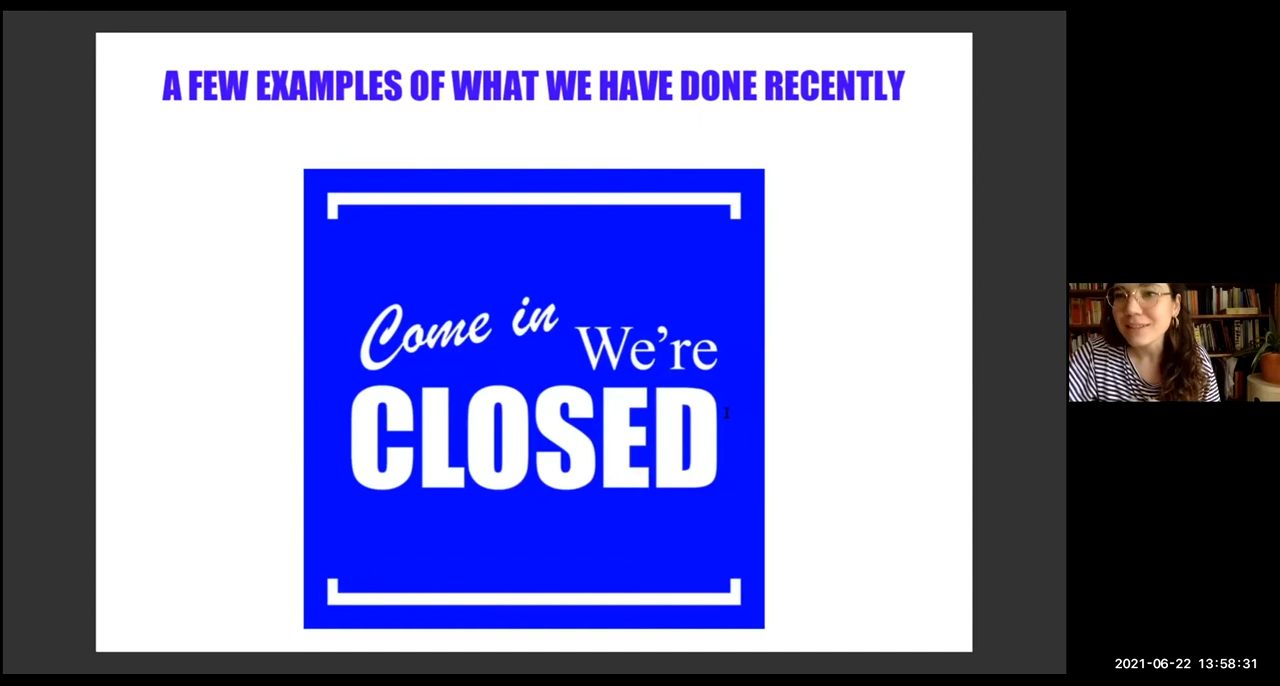 A FEW EXAMPLES OF WHAT WE HAVE DONE RECENTLY
Come in We’re
CLOSED
2021-06-22 13:58:31